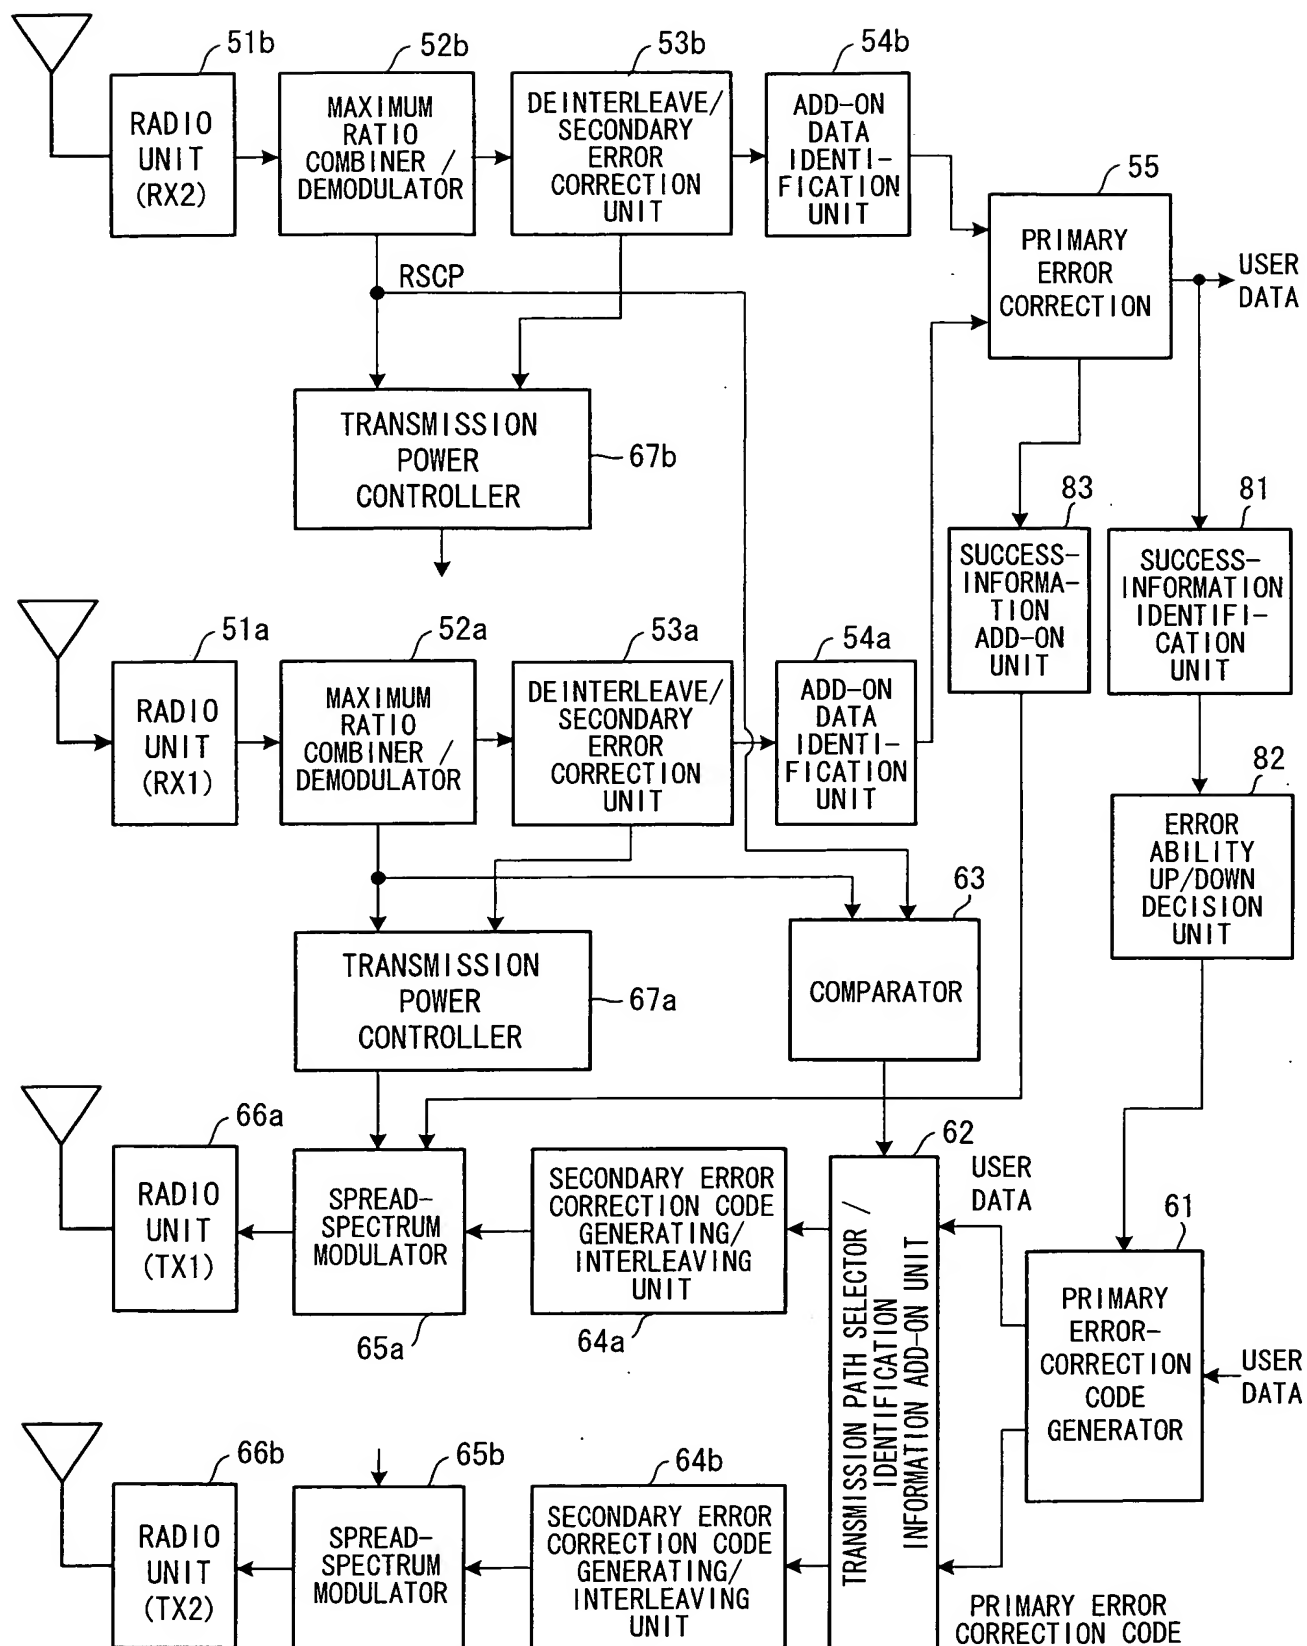 51b
52b
53b
54b
RADIO
UNIT
(RX2)
MAXIMUM
RATIO
COMBINER /
DEMODULATOR
DEINTERLEAVE/
SECONDARY
ERROR
CORRECTION
UNIT
ADD-ON
DATA
IDENTI-
FICATION
UNIT
55
PRIMARY
ERROR
CORRECTION
USER
DATA
RSCP
TRANSMISSION
POWER
CONTROLLER
67b
83
81
SUCCESS-
INFORMA-
TION
ADD-ON
UNIT
SUCCESS-
INFORMATION
IDENTIFI-
CATION
UNIT
51a
52a
53a
54a
RADIO
UNIT
(RX1)
MAXIMUM
RATIO
COMBINER /
DEMODULATOR
DEINTERLEAVE/
SECONDARY
ERROR
CORRECTION
UNIT
ADD-ON
DATA
IDENTI-
FICATION
UNIT
82
ERROR
ABILITY
UP/DOWN
DECISION
UNIT
63
COMPARATOR
TRANSMISSION
POWER
CONTROLLER
67a
66a
RADIO
UNIT
(TX1)
SPREAD-
SPECTRUM
MODULATOR
65a
SECONDARY ERROR
CORRECTION CODE
GENERATING/
INTERLEAVING
UNIT
64a
62
TRANSMISSION PATH SELECTOR /
IDENTIFICATION
INFORMATION ADD-ON UNIT
USER
DATA
61
PRIMARY
ERROR-
CORRECTION
CODE
GENERATOR
USER
DATA
66b
65b
64b
RADIO
UNIT
(TX2)
SPREAD-
SPECTRUM
MODULATOR
SECONDARY ERROR
CORRECTION CODE
GENERATING/
INTERLEAVING
UNIT
PRIMARY ERROR
CORRECTION CODE